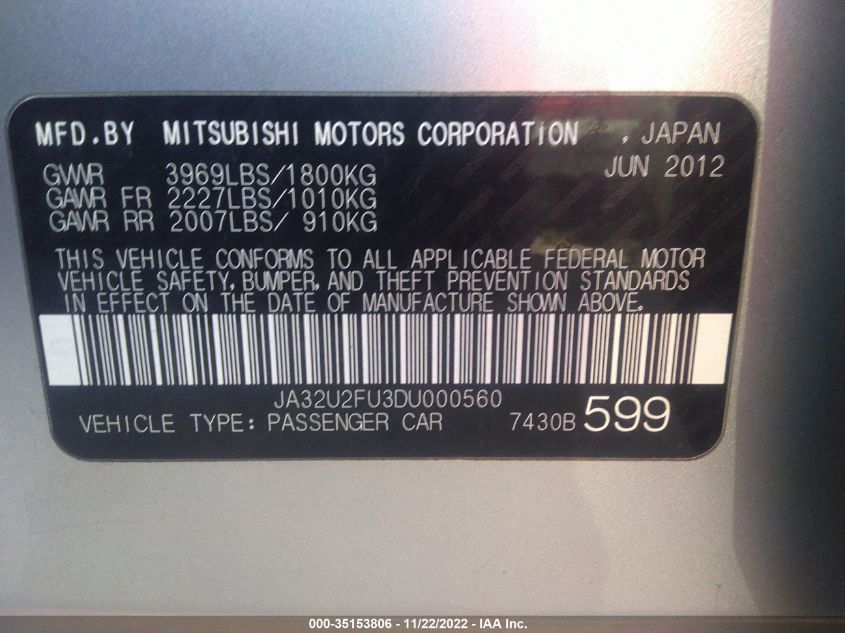 MFD.BY MITSUBISHI MOTORS CORPORATION , JAPAN
JUN 2012
GVWR 3969LBS/1800KG
GAWR FR 2227LBS/1010KG
GAWR RR 2007LBS/ 910KG
THIS VEHICLE CONFORMS TO ALL APPLICABLE FEDERAL MOTOR
VEHICLE SAFETY, BUMPER, AND THEFT PREVENTION STANDARDS
IN EFFECT ON THE DATE OF MANUFACTURE SHOWN ABOVE.
JA32U2FU3DU000560
VEHICLE TYPE: PASSENGER CAR 7430B 599
000-35153806 - 11/22/2022 - IAA Inc.